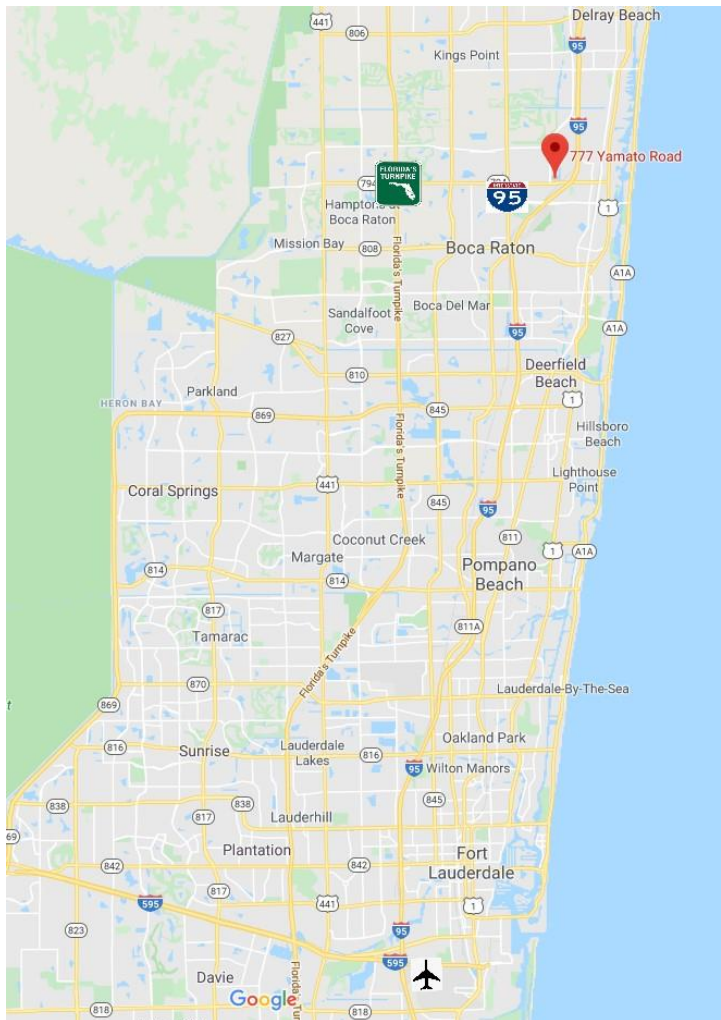 Delray Beach
441
806
95
Kings Point
95
777 Yamato Road
FLORIDA'S
TURNPIKE
794
95
Hamptons at
Boca Raton
1
Mission Bay
808
Boca Raton
Florida's Turnpike
A1A
Boca Del Mar
Sandalfoot
Cove
827
95
A1A
Deerfield
Beach
810
Parkland
HERON BAY
869
845
1
Florida's Turnpike
Hillsboro
Beach
Lighthouse
Point
Coral Springs
441
845
95
Coconut Creek
811
1
A1A
Margate
Pompano
Beach
814
814
817
811A
Tamarac
Florida's Turnpike
870
Lauderdale-By-The-Sea
869
816
Sunrise
Lauderdale
Lakes
816
Oakland Park
95
Wilton Manors
838
838
845
817
Lauderhill
69
Plantation
842
842
Fort
Lauderdale
817
595
441
1
823
95
595
Davie
Florida's Tu
Google
818
818